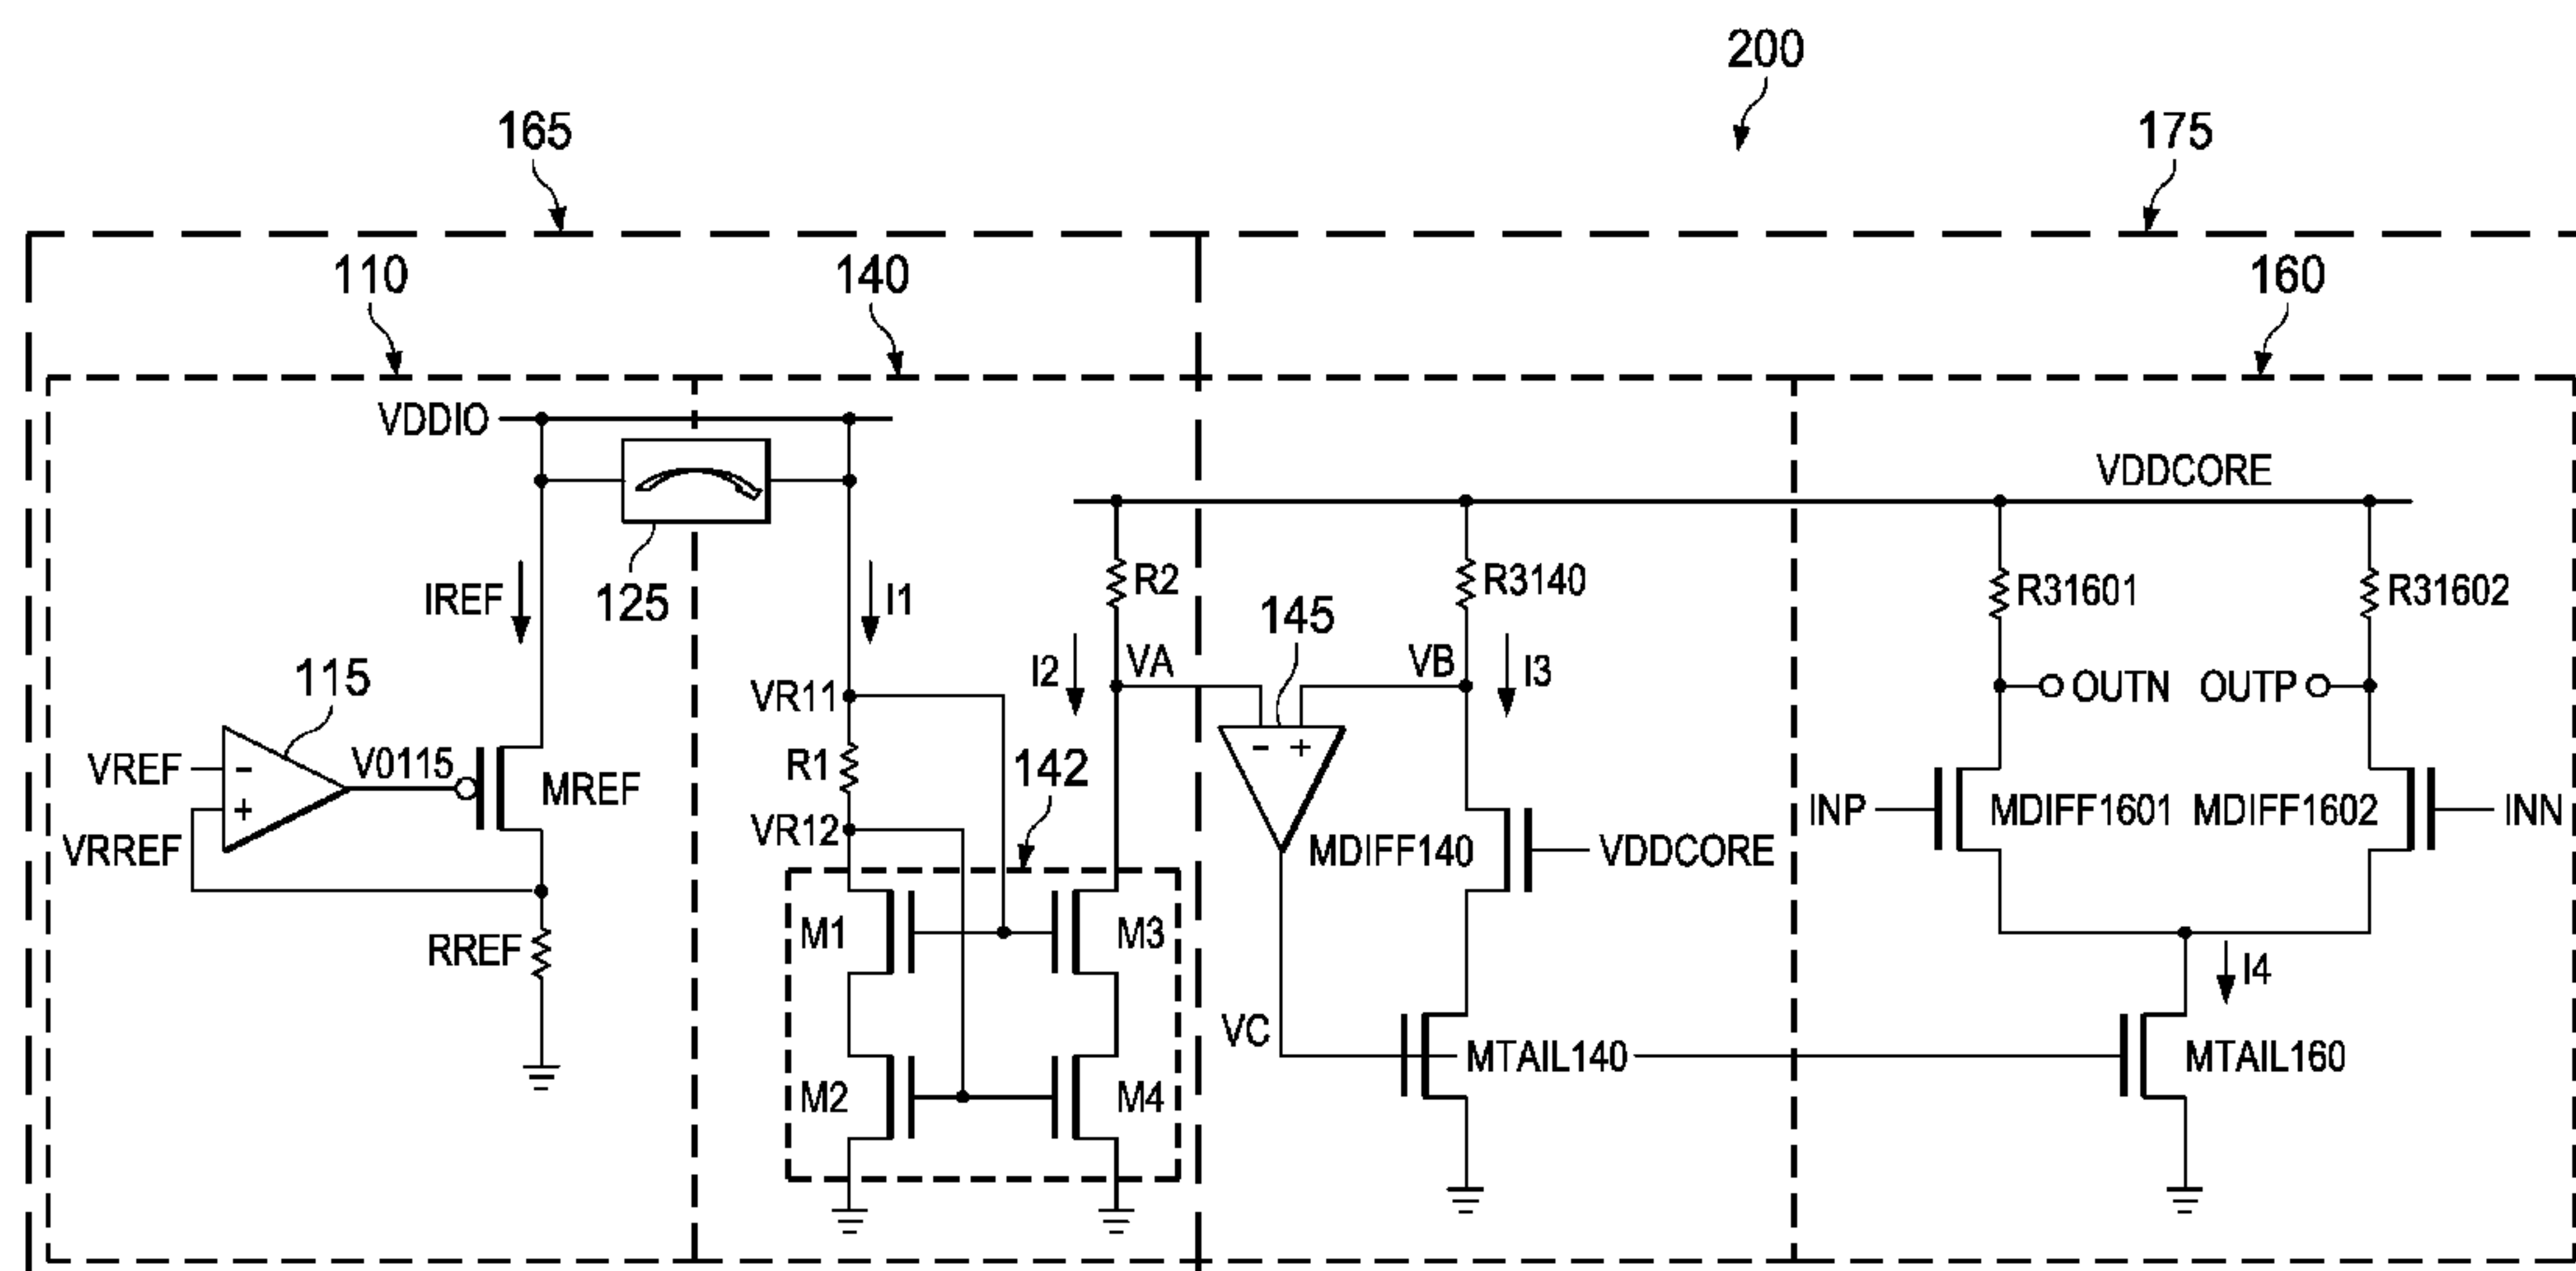 200
165
175
110
140
160
VDDIO
VDDCORE
125
IREF
I1
R2
R3140
R31601
R31602
145
115
I2
VA
VB
I3
VR11
OUTN
OUTP
VREF
-
V0115
MREF
R1
142
- +
+
VRREF
VR12
MDIFF140
VDDCORE
INP
MDIFF1601
MDIFF1602
INN
RREF
M1
M3
I4
VC
MTAIL140
MTAIL160
M2
M4